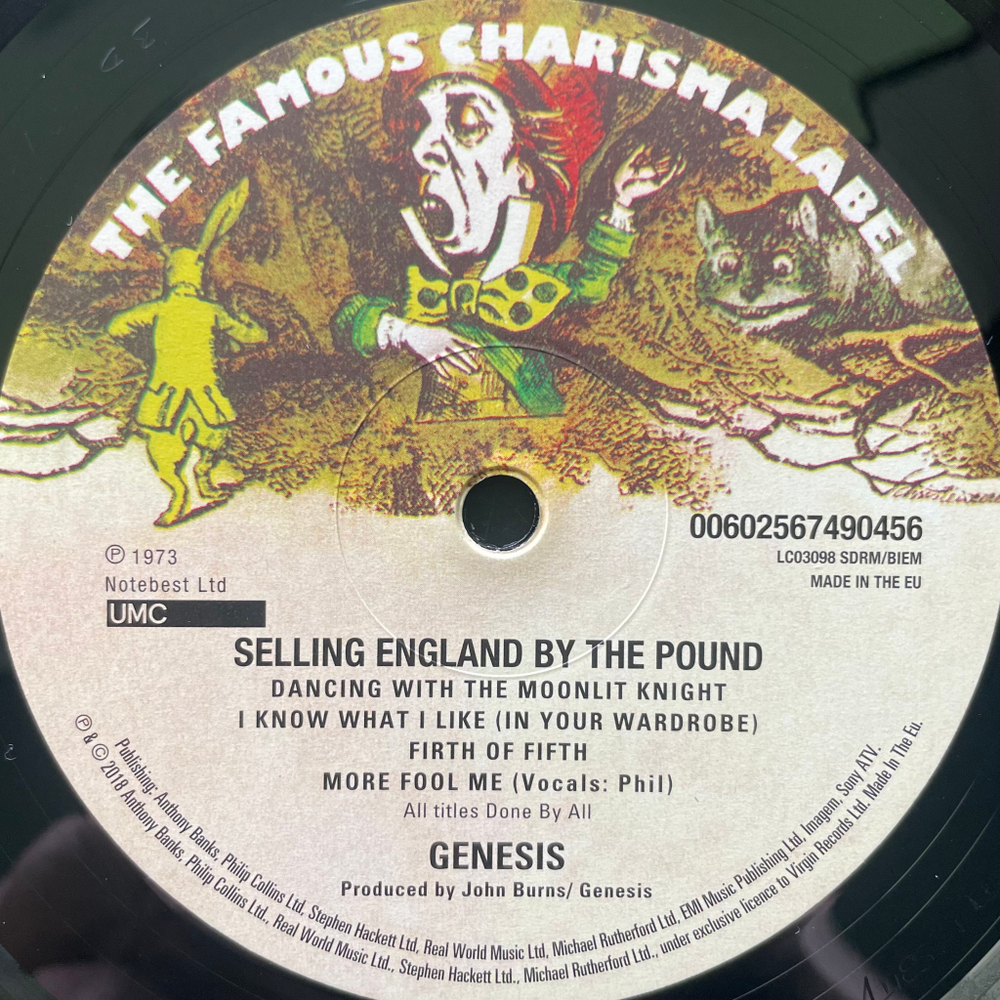 THE FAMOUS CHARISMA LABEL
00602567490456
LC03098 SDRM/BIEM
MADE IN THE EU
℗ 1973
Notebest Ltd
UMC
SELLING ENGLAND BY THE POUND
DANCING WITH THE MOONLIT KNIGHT
I KNOW WHAT I LIKE (IN YOUR WARDROBE)
FIRTH OF FIFTH
MORE FOOL ME (Vocals: Phil)
All titles Done By All
GENESIS
Produced by John Burns/ Genesis
Publishing: Anthony Banks, Philip Collins Ltd, Stephen Hackett Ltd, Real World Music Ltd, Michael Rutherford Ltd, EMI Music Publishing Ltd, Imagem, Sony ATV.
℗ & © 2018 Anthony Banks, Philip Collins Ltd., Real World Music Ltd., Stephen Hackett Ltd., Michael Rutherford Ltd., under exclusive licence to Virgin Records Ltd. Made In The Eu.